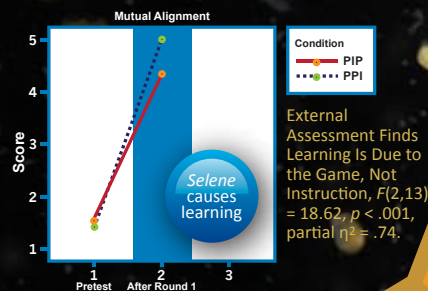 Mutual Alignment
5
4
3
2
1
Score
1
2
3
Pretest
After Round 1
Selene
causes
learning
Condition
PIP
PPI
External
Assessment Finds
Learning Is Due to
the Game, Not
Instruction, F(2,13)
= 18.62, p < .001,
partial η² = .74.